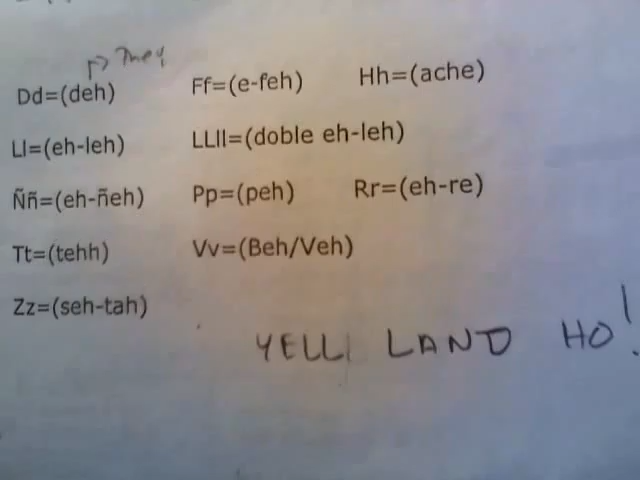 They
Dd=(deh) Ff=(e-feh) Hh=(ache)
Ll=(eh-leh) LLll=(doble eh-leh)
Ññ=(eh-ñeh) Pp=(peh) Rr=(eh-re)
Tt=(tehh) Vv=(Beh/Veh)
Zz=(seh-tah)
YELL LAND HO!